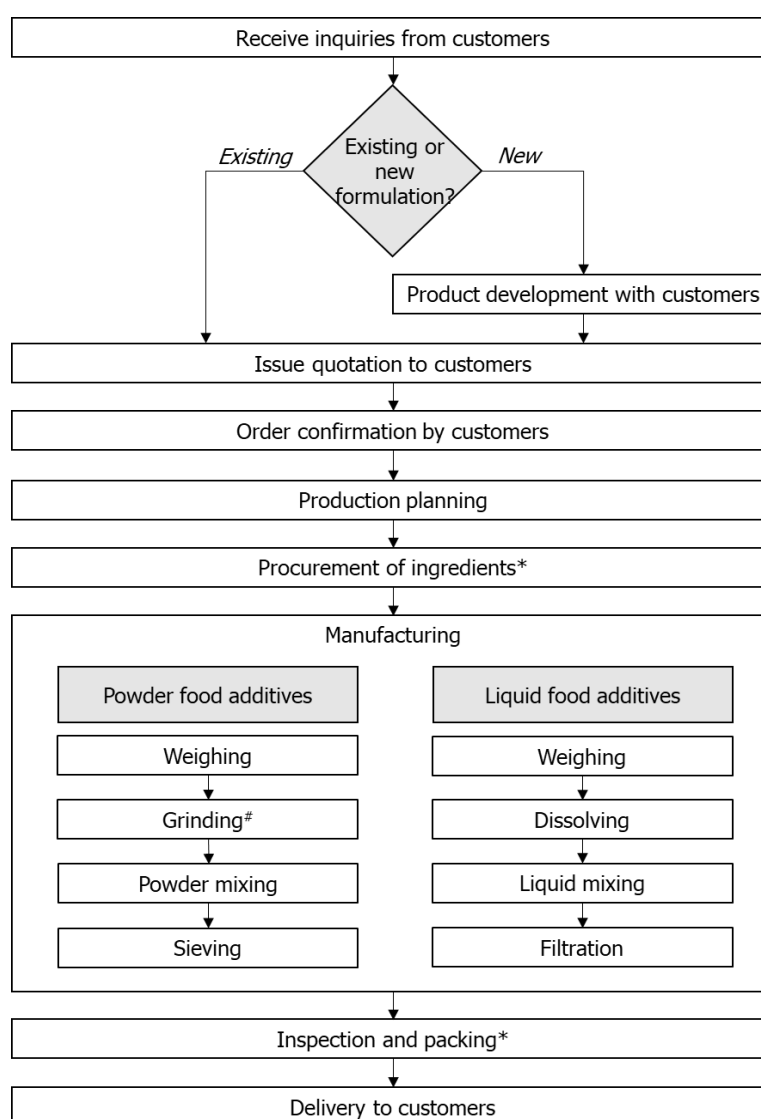 Receive inquiries from customers
Existing or
new
formulation?
Existing
New
Product development with customers
Issue quotation to customers
Order confirmation by customers
Production planning
Procurement of ingredients*
Manufacturing
Powder food additives
Weighing
Grinding#
Powder mixing
Sieving
Liquid food additives
Weighing
Dissolving
Liquid mixing
Filtration
Inspection and packing*
Delivery to customers